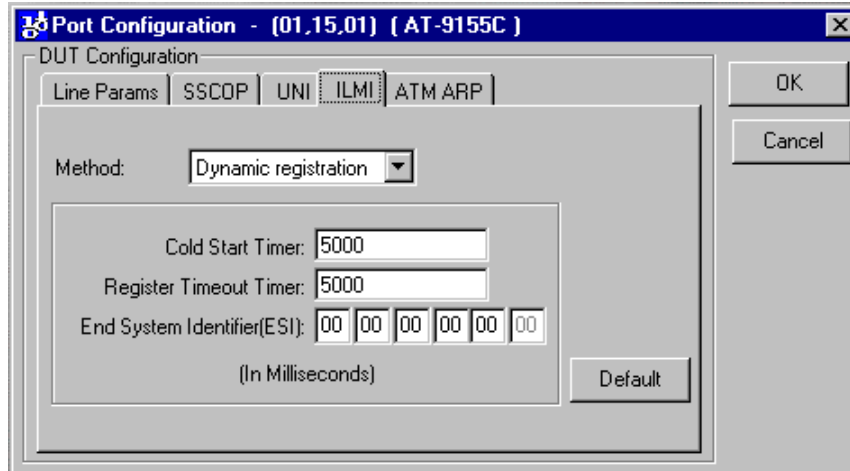 Port Configuration - (01,15,01) ( AT-9155C )
DUT Configuration
Line Params SSCOP UNI ILMI ATM ARP
OK
Cancel
Method: Dynamic registration
Cold Start Timer: 5000
Register Timeout Timer: 5000
End System Identifier(ESI): 00 00 00 00 00 00
(In Milliseconds)
Default